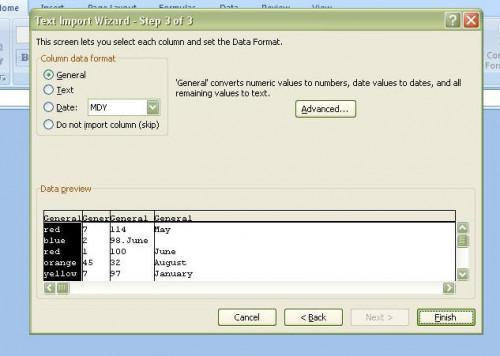 Home Insert Page Layout Formulas Data Review View
Text Import Wizard - Step 3 of 3
This screen lets you select each column and set the Data Format.
Column data format
General
Text
Date: MDY
Do not import column (skip)
'General' converts numeric values to numbers, date values to dates, and all
remaining values to text.
Advanced...
Data preview
General Gener General General
red 7 114 May
blue 2 98.June
red 1 100 June
orange 45 32 August
yellow 7 97 January
Cancel < Back Next > Finish